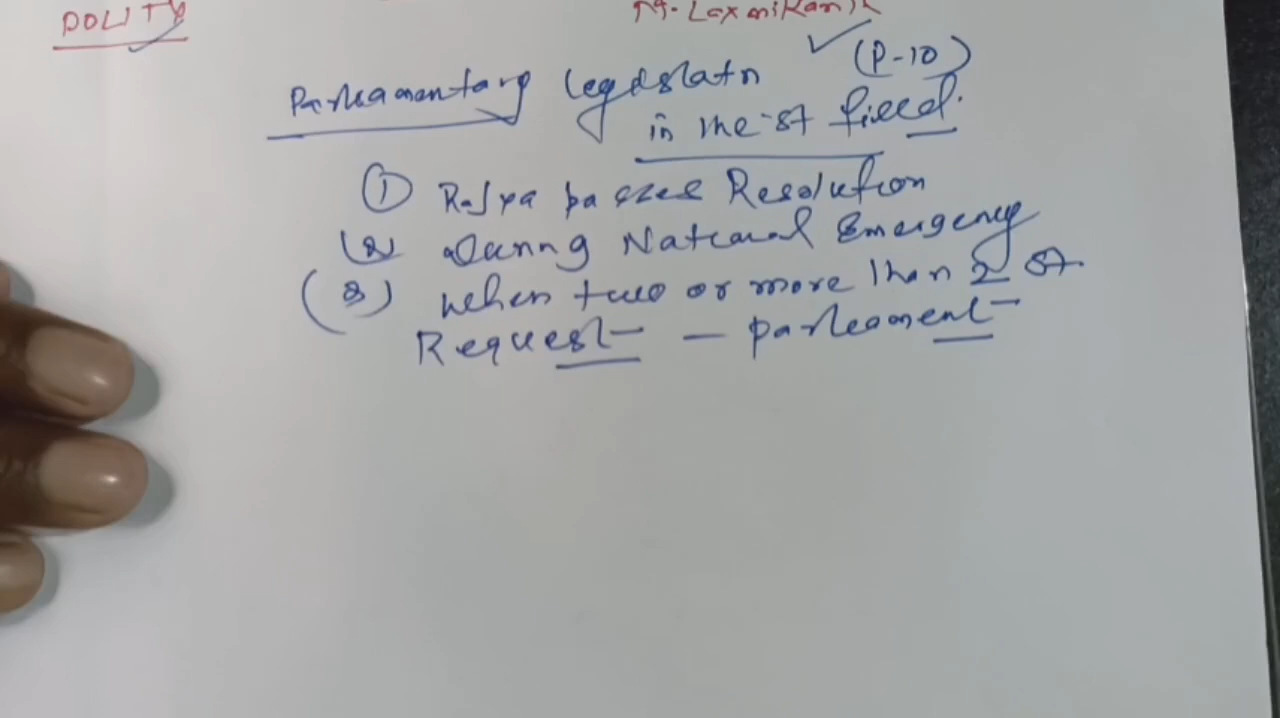 POLITY
M. Laxmikanth
Parliamentary legislatn (P-10)
in the st field.
① Rajya passes Resolution
(2) During National Emergency
(3) when two or more than 2 st.
Request - parliament